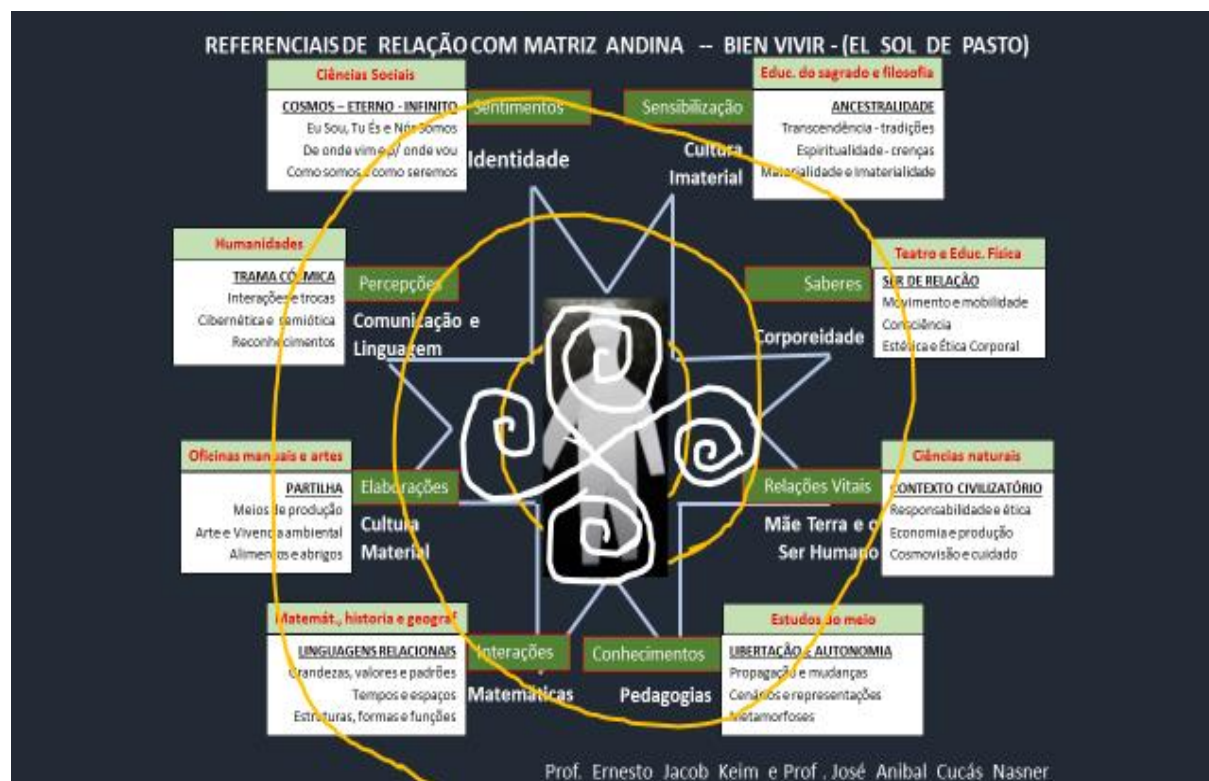 REFERENCIAIS DE RELAÇÃO COM MATRIZ ANDINA -- BIEN VIVIR - (EL SOL DE PASTO)
Ciências Sociais
COSMOS – ETERNO - INFINITO
Eu Sou, Tu És e Nós Somos
De onde vim e p/ onde vou
Como somos e como seremos
Sentimentos
Identidade
Sensibilização
Cultura
Imaterial
Educ. do sagrado e filosofia
ANCESTRALIDADE
Transcendência - tradições
Espiritualidade - crenças
Materialidade e Imaterialidade
Humanidades
TRAMA CÓSMICA
Interações e trocas
Cibernética e semiótica
Reconhecimentos
Percepções
Comunicação e
Linguagem
Saberes
Corporeidade
Teatro e Educ. Física
SER DE RELAÇÃO
Movimento e mobilidade
Consciência
Estética e Ética Corporal
Oficinas manuais e artes
PARTILHA
Meios de produção
Arte e Vivencia ambiental
Alimentos e abrigos
Elaborações
Cultura
Material
Relações Vitais
Mãe Terra e o
Ser Humano
Ciências naturais
CONTEXTO CIVILIZATÓRIO
Responsabilidade e ética
Economia e produção
Cosmovisão e cuidado
Matemát., historia e geograf
LINGUAGENS RELACIONAIS
Grandezas, valores e padrões
Tempos e espaços
Estruturas, formas e funções
Interações
Matemáticas
Conhecimentos
Pedagogias
Estudos do meio
LIBERTAÇÃO E AUTONOMIA
Propagação e mudanças
Cenários e representações
Metamorfoses
Prof. Ernesto Jacob Keim e Prof. José Anibal Cucás Nasner